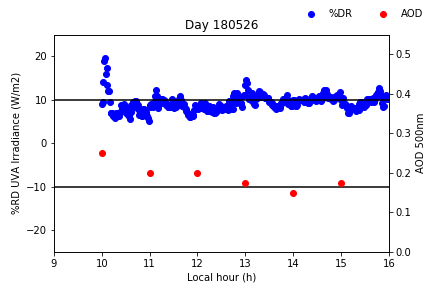 %DR AOD
Day 180526
%RD UVA Irradiance (W/m2)
20
10
0
−10
−20
0.5
0.4
0.3
0.2
0.1
0.0
AOD 500nm
9 10 11 12 13 14 15 16
Local hour (h)